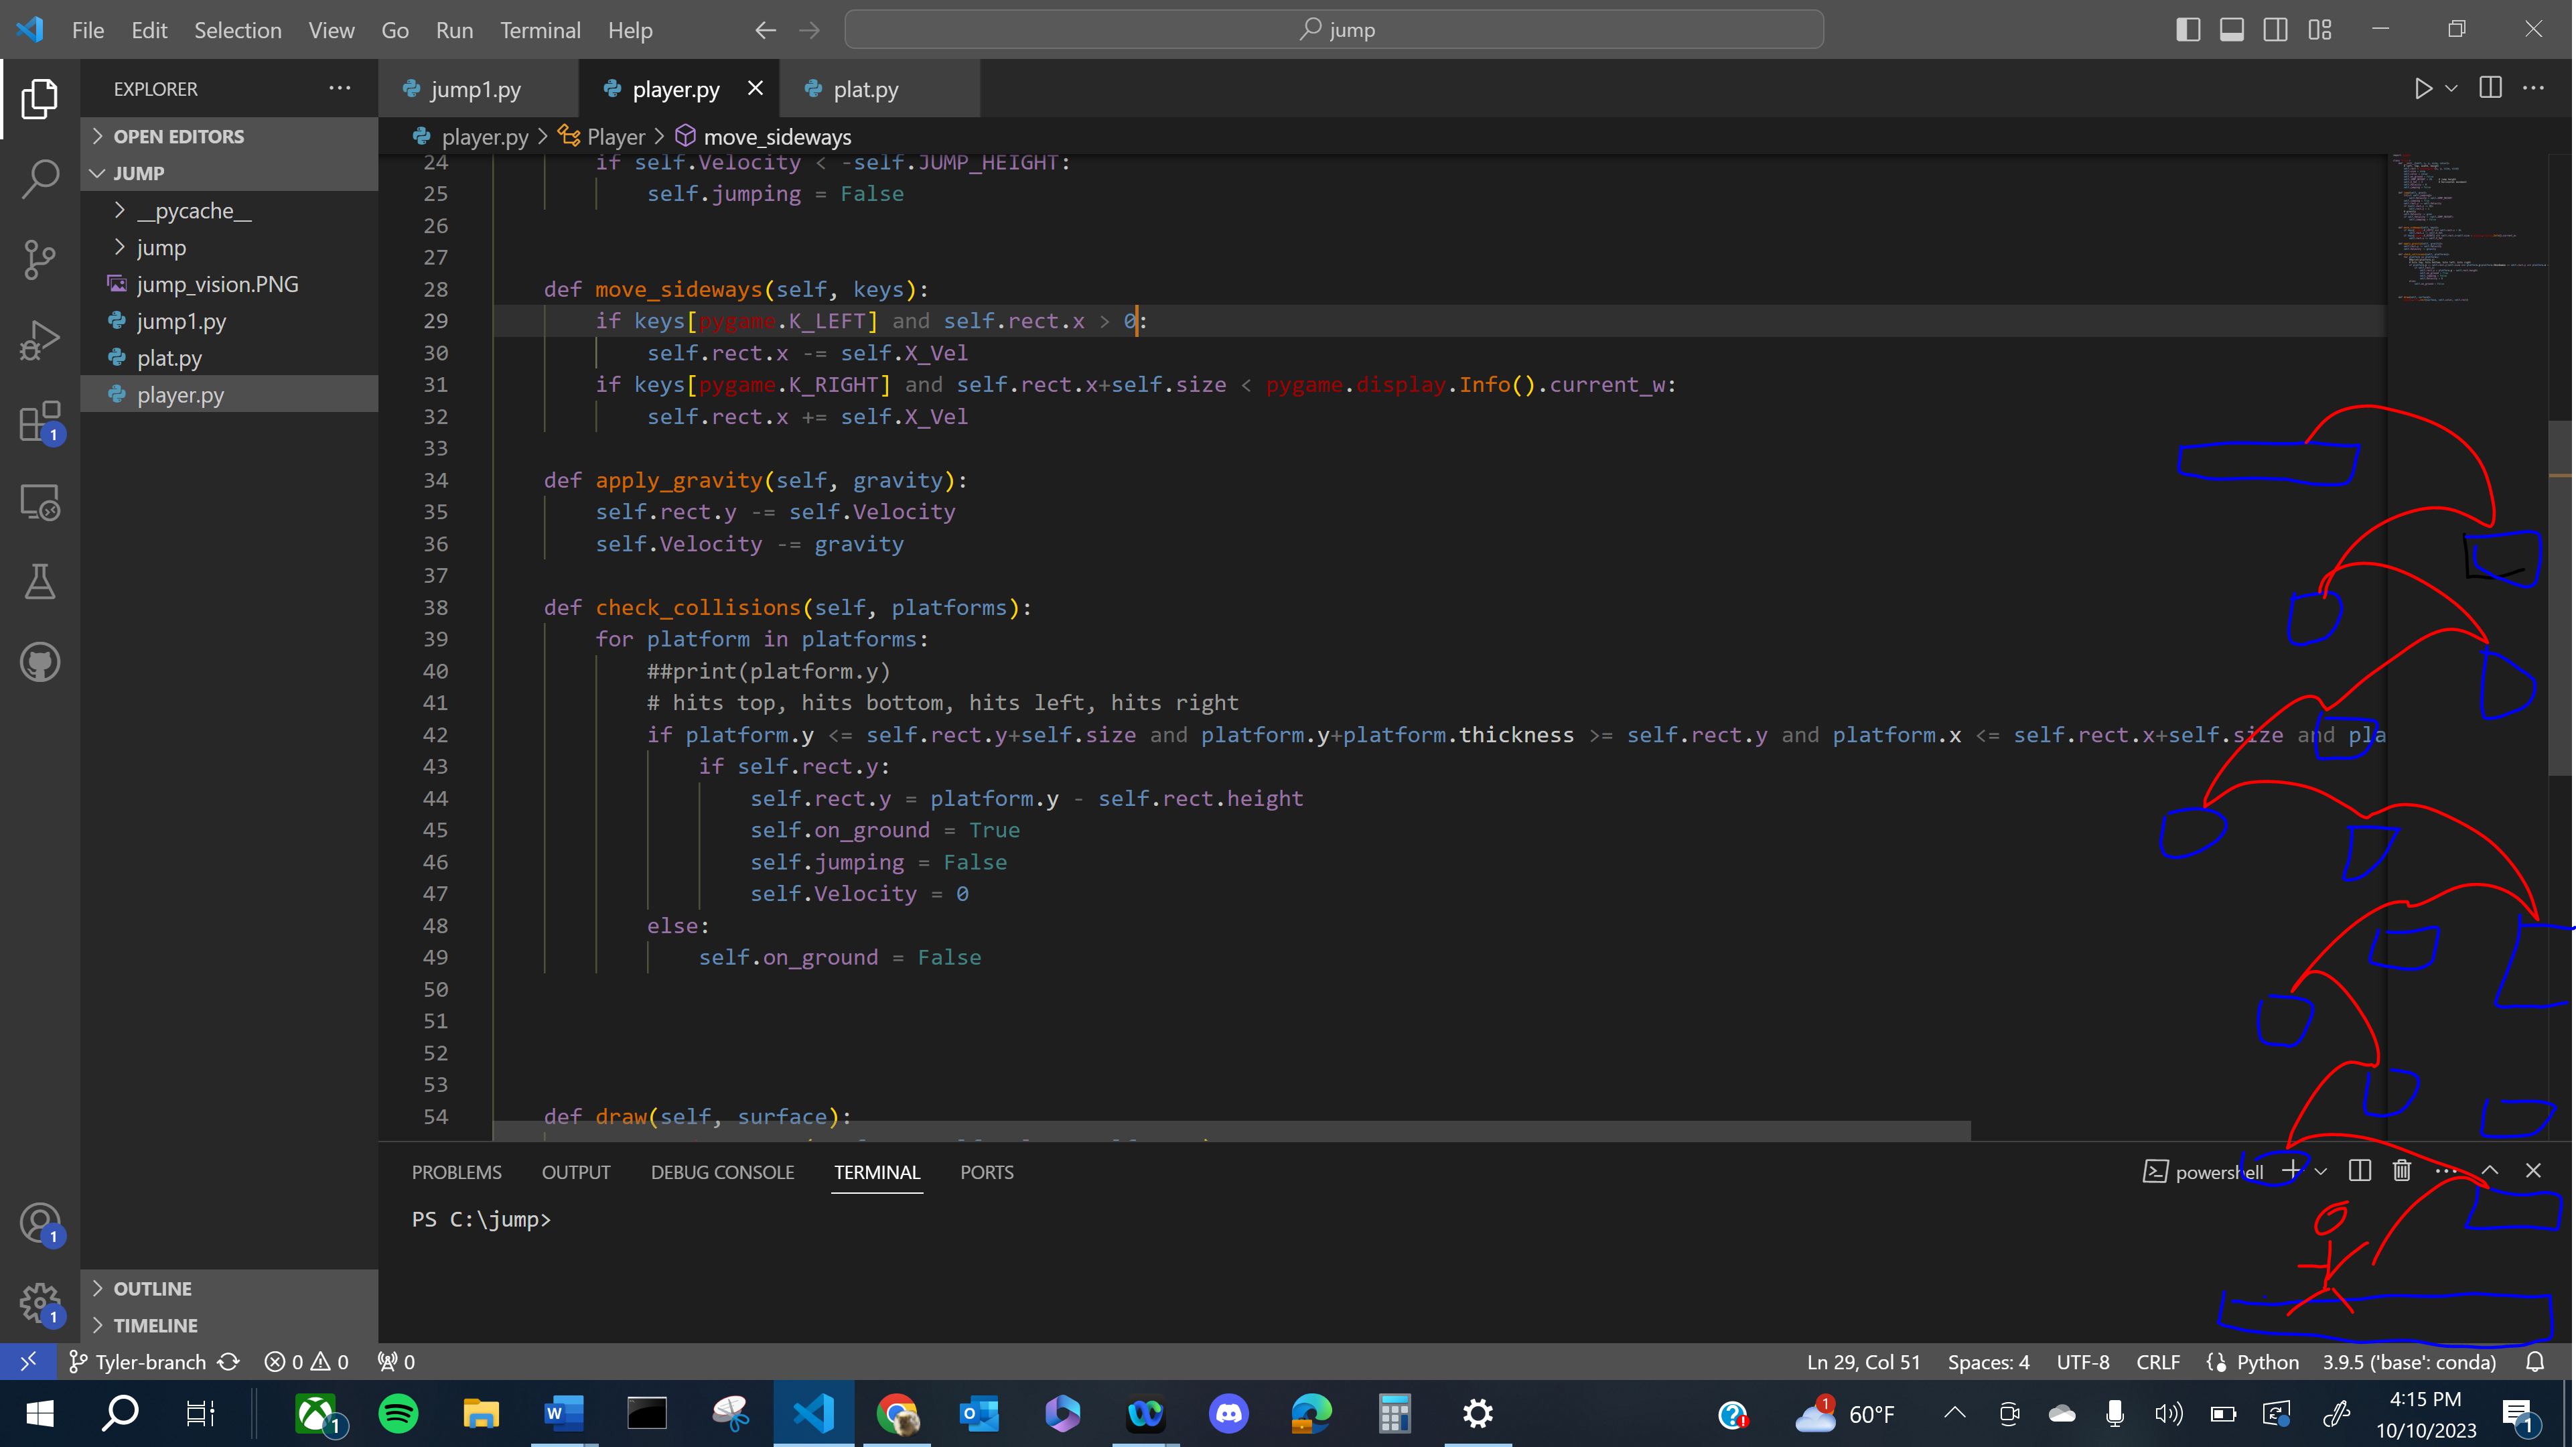 File Edit Selection View Go Run Terminal Help
jump
EXPLORER
jump1.py player.py plat.py
OPEN EDITORS
player.py > Player > move_sideways
JUMP
__pycache__
jump
jump_vision.PNG
jump1.py
plat.py
player.py
OUTLINE
TIMELINE
24 if self.Velocity < -self.JUMP_HEIGHT:
25 self.jumping = False
26
27
28 def move_sideways(self, keys):
29 if keys[pygame.K_LEFT] and self.rect.x > 0:
30 self.rect.x -= self.X_Vel
31 if keys[pygame.K_RIGHT] and self.rect.x+self.size < pygame.display.Info().current_w:
32 self.rect.x += self.X_Vel
33
34 def apply_gravity(self, gravity):
35 self.rect.y -= self.Velocity
36 self.Velocity -= gravity
37
38 def check_collisions(self, platforms):
39 for platform in platforms:
40 ##print(platform.y)
41 # hits top, hits bottom, hits left, hits right
42 if platform.y <= self.rect.y+self.size and platform.y+platform.thickness >= self.rect.y and platform.x <= self.rect.x+self.size and pla
43 if self.rect.y:
44 self.rect.y = platform.y - self.rect.height
45 self.on_ground = True
46 self.jumping = False
47 self.Velocity = 0
48 else:
49 self.on_ground = False
50
51
52
53
54 def draw(self, surface):
PROBLEMS OUTPUT DEBUG CONSOLE TERMINAL PORTS
powershell
PS C:\jump>
1
1
1
Tyler-branch 0 0 0
Ln 29, Col 51 Spaces: 4 UTF-8 CRLF Python 3.9.5 ('base': conda)
1
1 60°F
4:15 PM
10/10/2023
1